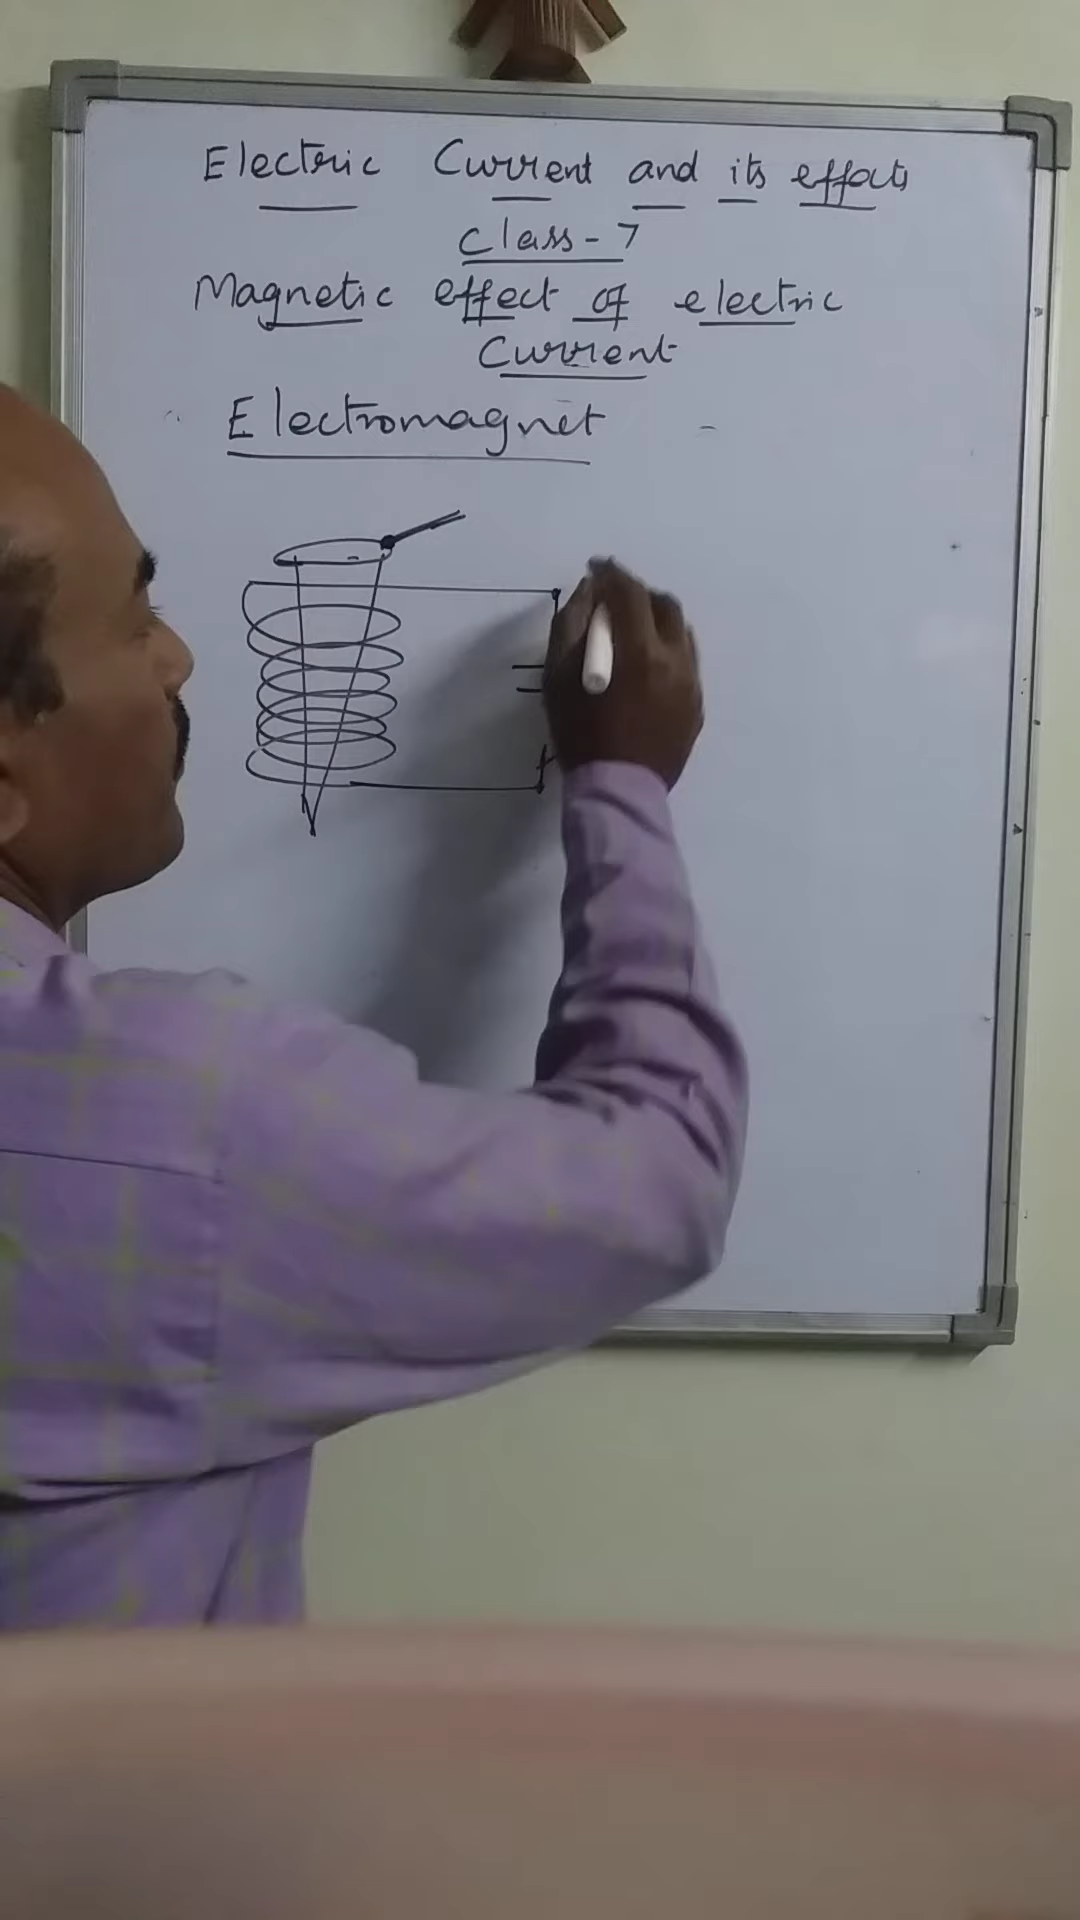 Electric Current and its effects
Class - 7
Magnetic effect of electric
Current
Electromagnet